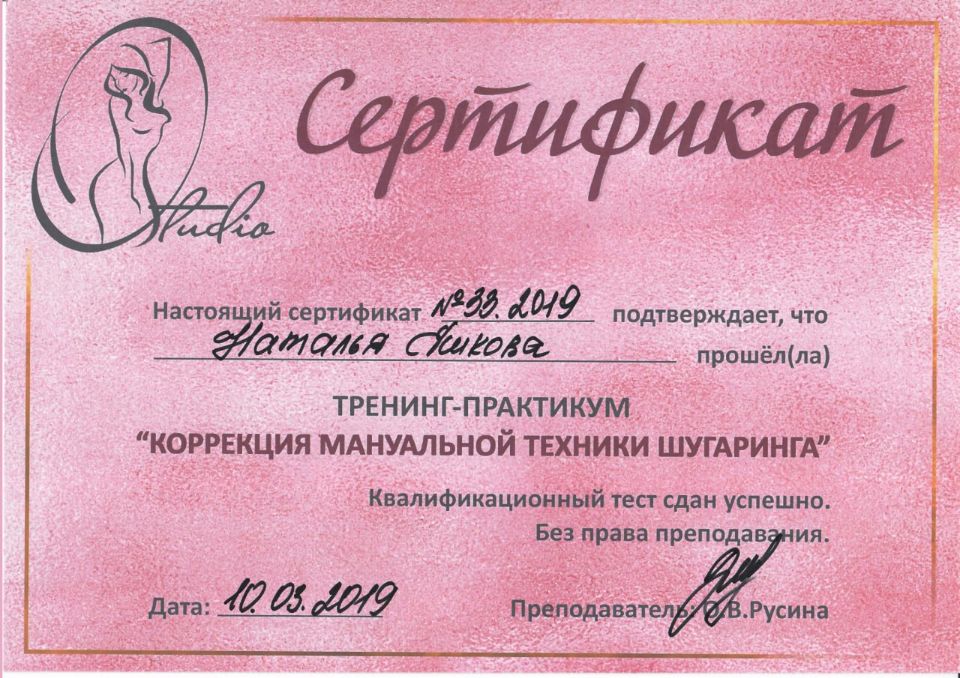 Studio
Сертификат
Настоящий сертификат №33.2019 подтверждает, что
Наталья прошёл(ла)
ТРЕНИНГ-ПРАКТИКУМ
“КОРРЕКЦИЯ МАНУАЛЬНОЙ ТЕХНИКИ ШУГАРИНГА”
Квалификационный тест сдан успешно.
Без права преподавания.
Дата: 10.03.2019 Преподаватель: О.В.Русина